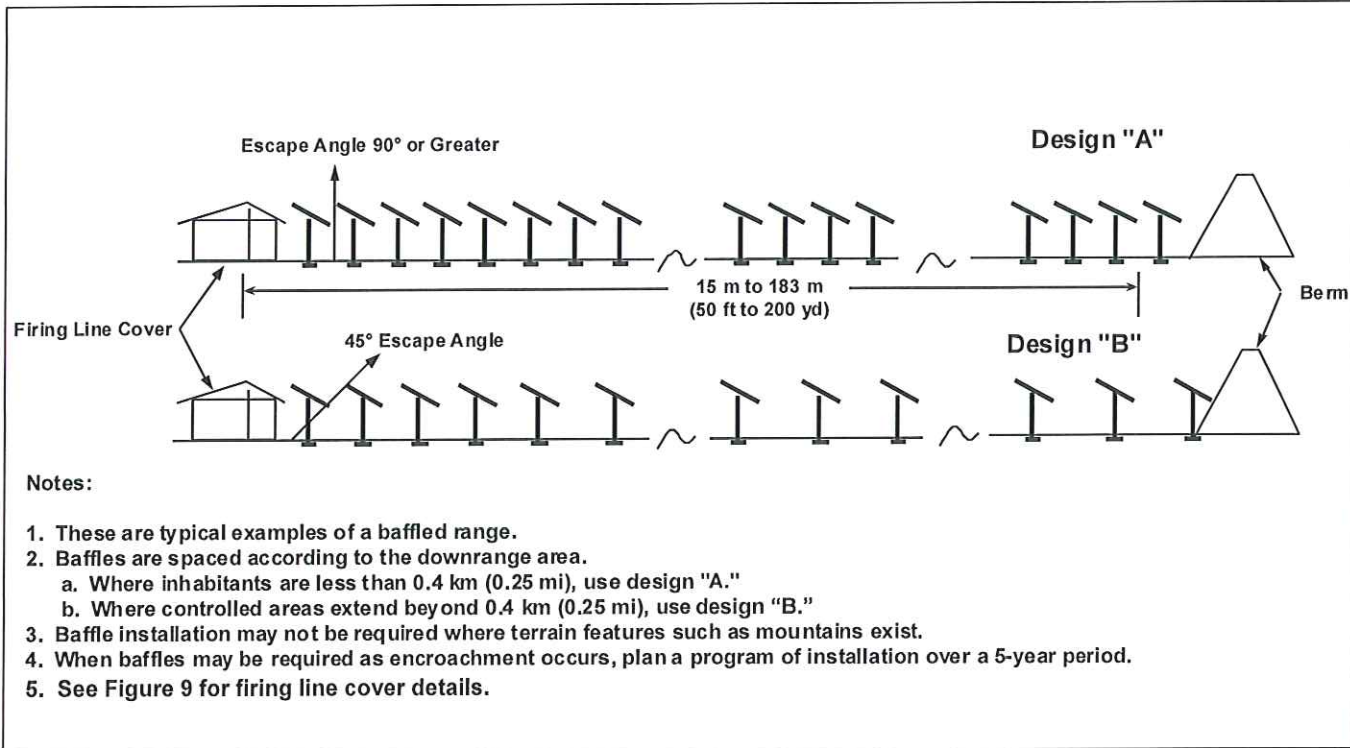 Design "A"
Escape Angle 90° or Greater
15 m to 183 m
(50 ft to 200 yd)
Berm
Firing Line Cover
45° Escape Angle
Design "B"
Notes:
1. These are typical examples of a baffled range.
2. Baffles are spaced according to the downrange area.
a. Where inhabitants are less than 0.4 km (0.25 mi), use design "A."
b. Where controlled areas extend beyond 0.4 km (0.25 mi), use design "B."
3. Baffle installation may not be required where terrain features such as mountains exist.
4. When baffles may be required as encroachment occurs, plan a program of installation over a 5-year period.
5. See Figure 9 for firing line cover details.